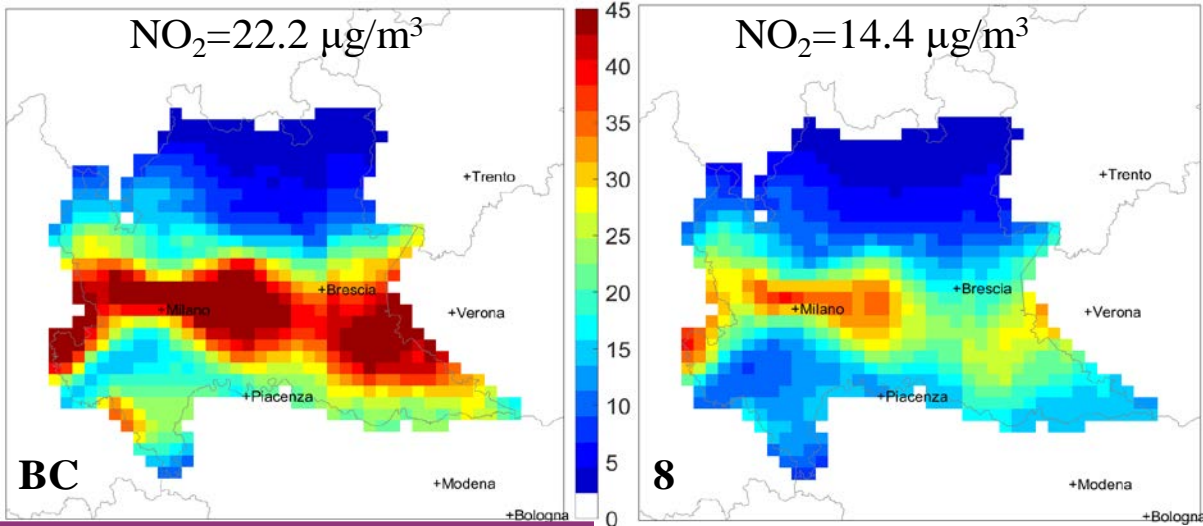 NO₂=22.2 µg/m³
+Trento
+Brescia
+Milano
+Verona
+Piacenza
+Modena
+Bologna
BC
45
40
35
30
25
20
15
10
5
0
NO₂=14.4 µg/m³
+Trento
+Brescia
+Milano
+Verona
+Piacenza
+Modena
+Bologna
8